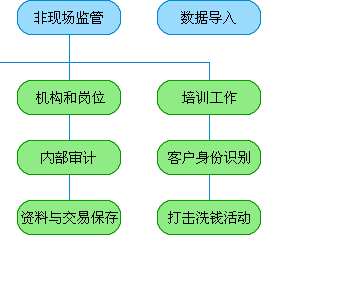 非现场监管
数据导入
机构和岗位
培训工作
内部审计
客户身份识别
资料与交易保存
打击洗钱活动